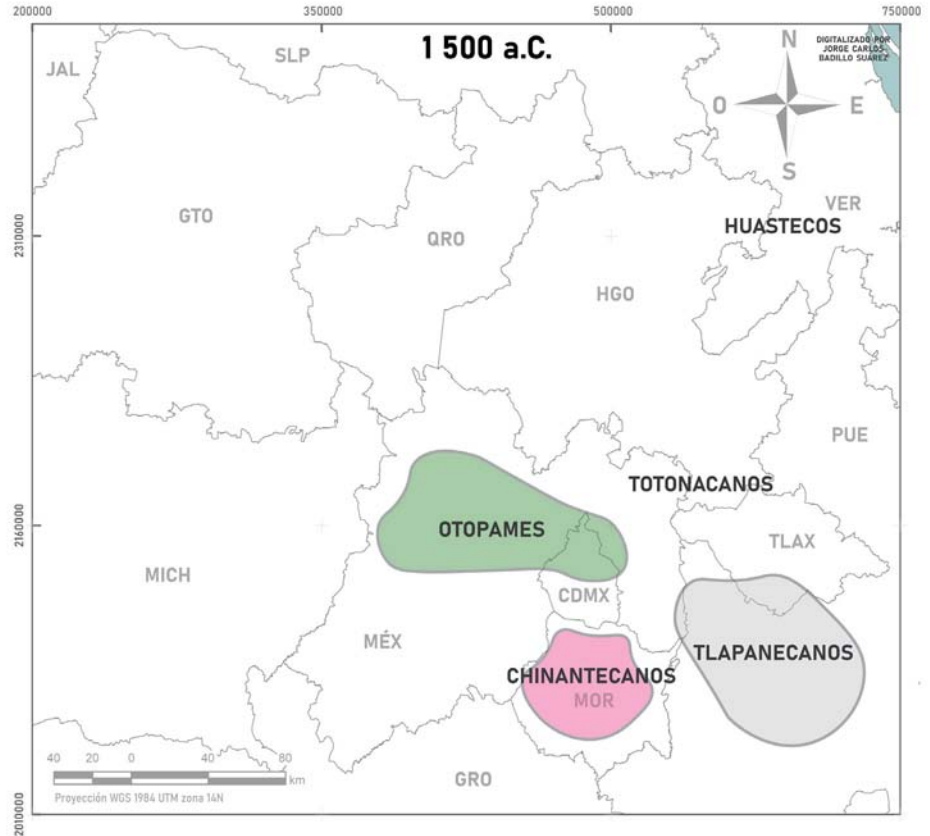 200000
350000
500000
750000
1 500 a.C.
DIGITALIZADO POR
JORGE CARLOS
BADILLO SUÁREZ
N
O
E
S
JAL
SLP
GTO
QRO
VER
HUASTECOS
HGO
2310000
PUE
TOTONACANOS
OTOPAMES
TLAX
2160000
MICH
CDMX
MÉX
TLAPANECANOS
CHINANTECANOS
MOR
GRO
40 20 0 40 80
km
Proyección WGS 1984 UTM zona 14N
2010000